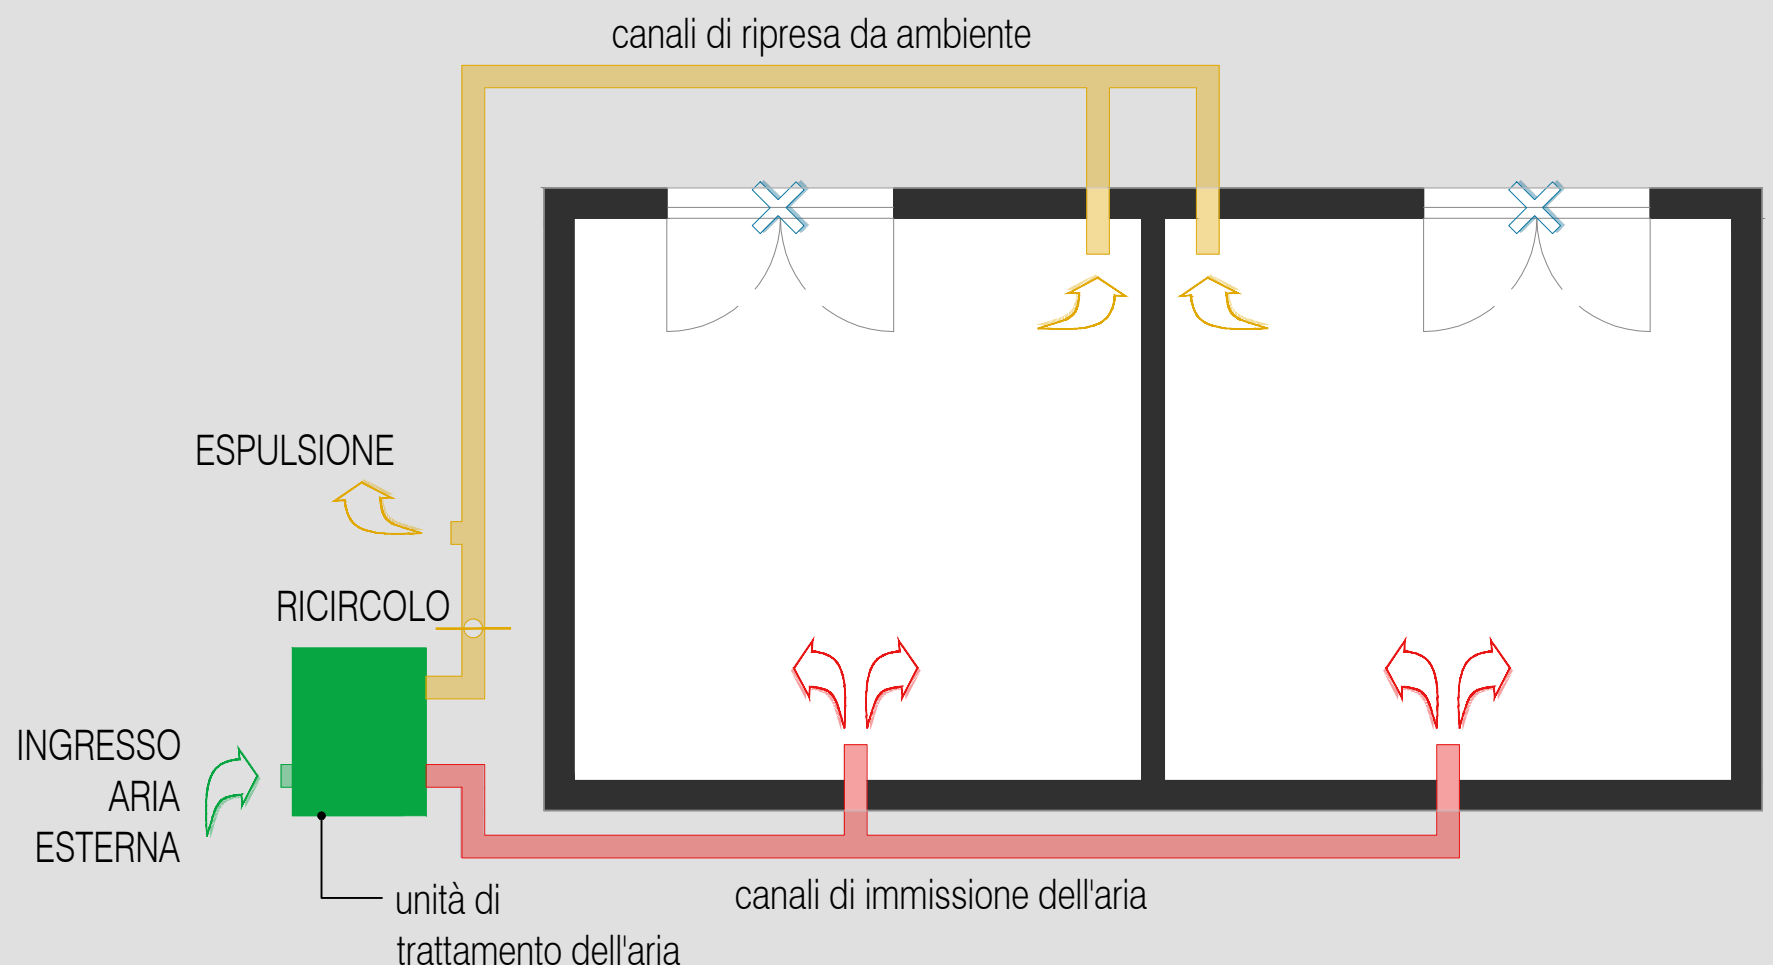 canali di ripresa da ambiente
ESPULSIONE
RICIRCOLO
INGRESSO
ARIA
ESTERNA
unità di
trattamento dell'aria
canali di immissione dell'aria